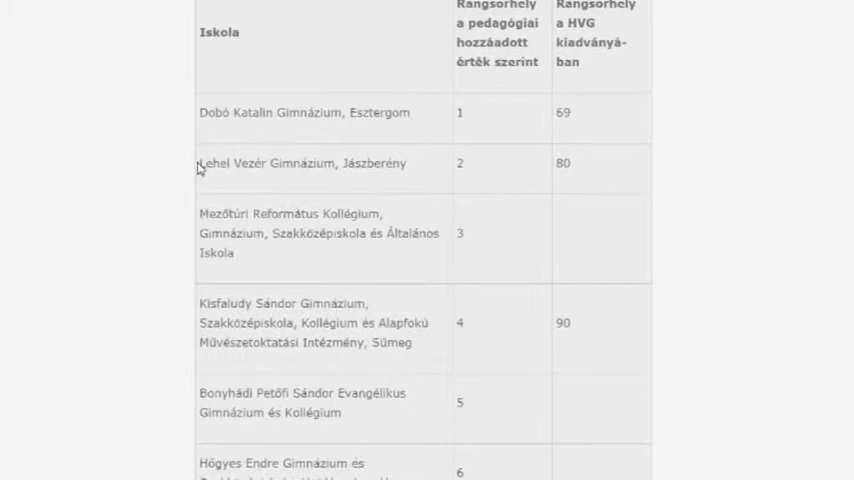 Iskola
Rangsorhely
a pedagógiai
hozzáadott
érték szerint
Rangsorhely
a HVG
kiadványá-
ban
Dobó Katalin Gimnázium, Esztergom
1
69
Lehel Vezér Gimnázium, Jászberény
2
80
Mezőtúri Református Kollégium,
Gimnázium, Szakközépiskola és Általános
Iskola
3
Kisfaludy Sándor Gimnázium,
Szakközépiskola, Kollégium és Alapfokú
Művészetoktatási Intézmény, Sümeg
4
90
Bonyhádi Petőfi Sándor Evangélikus
Gimnázium és Kollégium
5
Hőgyes Endre Gimnázium és
6